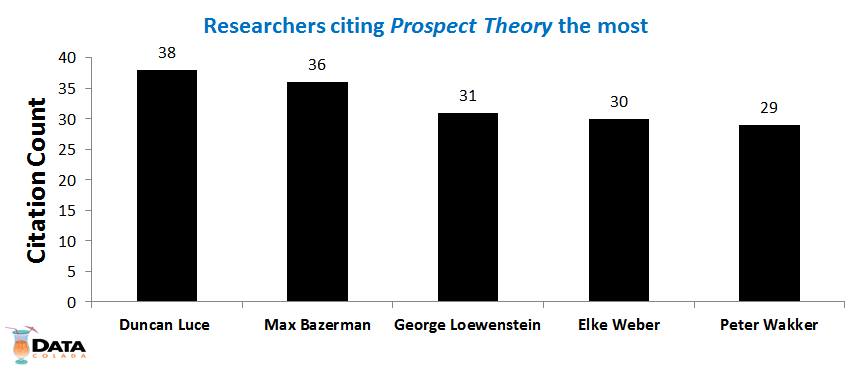 Researchers citing Prospect Theory the most
Citation Count
40
35
30
25
20
15
10
5
0
38
36
31
30
29
Duncan Luce
Max Bazerman
George Loewenstein
Elke Weber
Peter Wakker
DATA
COLADA